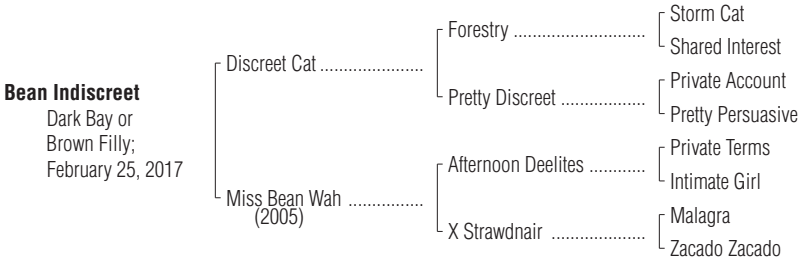 Bean Indiscreet
Dark Bay or
Brown Filly;
February 25, 2017
Discreet Cat ......................
Miss Bean Wah ................
(2005)
Forestry ............................
Pretty Discreet ..................
Afternoon Deelites ............
X Strawdnair ....................
Storm Cat
Shared Interest
Private Account
Pretty Persuasive
Private Terms
Intimate Girl
Malagra
Zacado Zacado